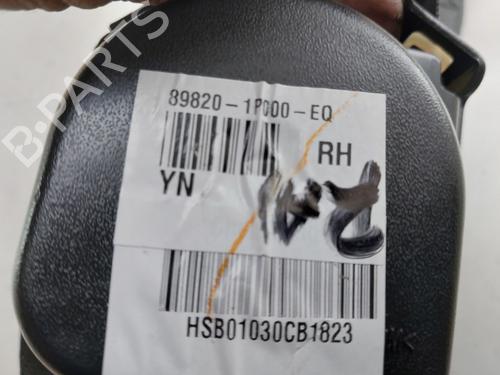 89820-1P000-EQ
RH
YN
HSB01030CB1823
B-PARTS